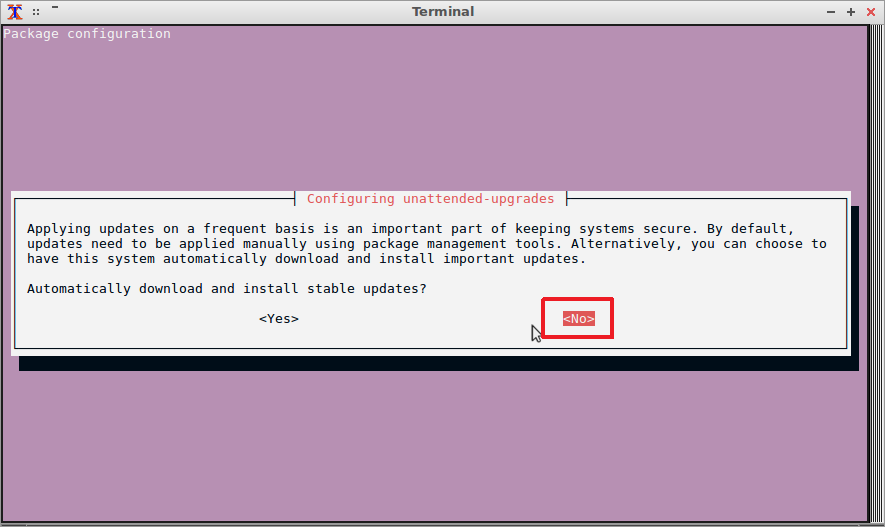 Terminal
Package configuration
Configuring unattended-upgrades
Applying updates on a frequent basis is an important part of keeping systems secure. By default,
updates need to be applied manually using package management tools. Alternatively, you can choose to
have this system automatically download and install important updates.
Automatically download and install stable updates?
<Yes> <No>